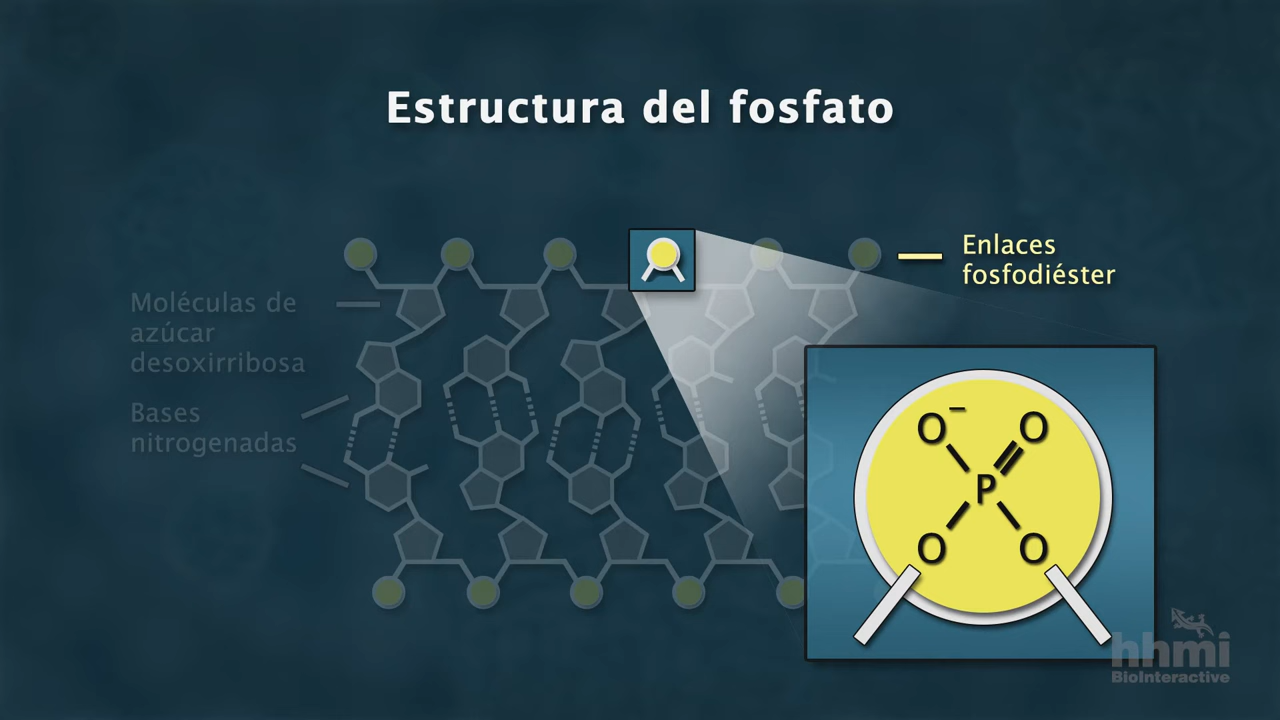 Estructura del fosfato
Enlaces
fosfodiéster
Moléculas de
azúcar
desoxirribosa
Bases
nitrogenadas
O⁻ O
P
O O
hhmi
BioInteractive